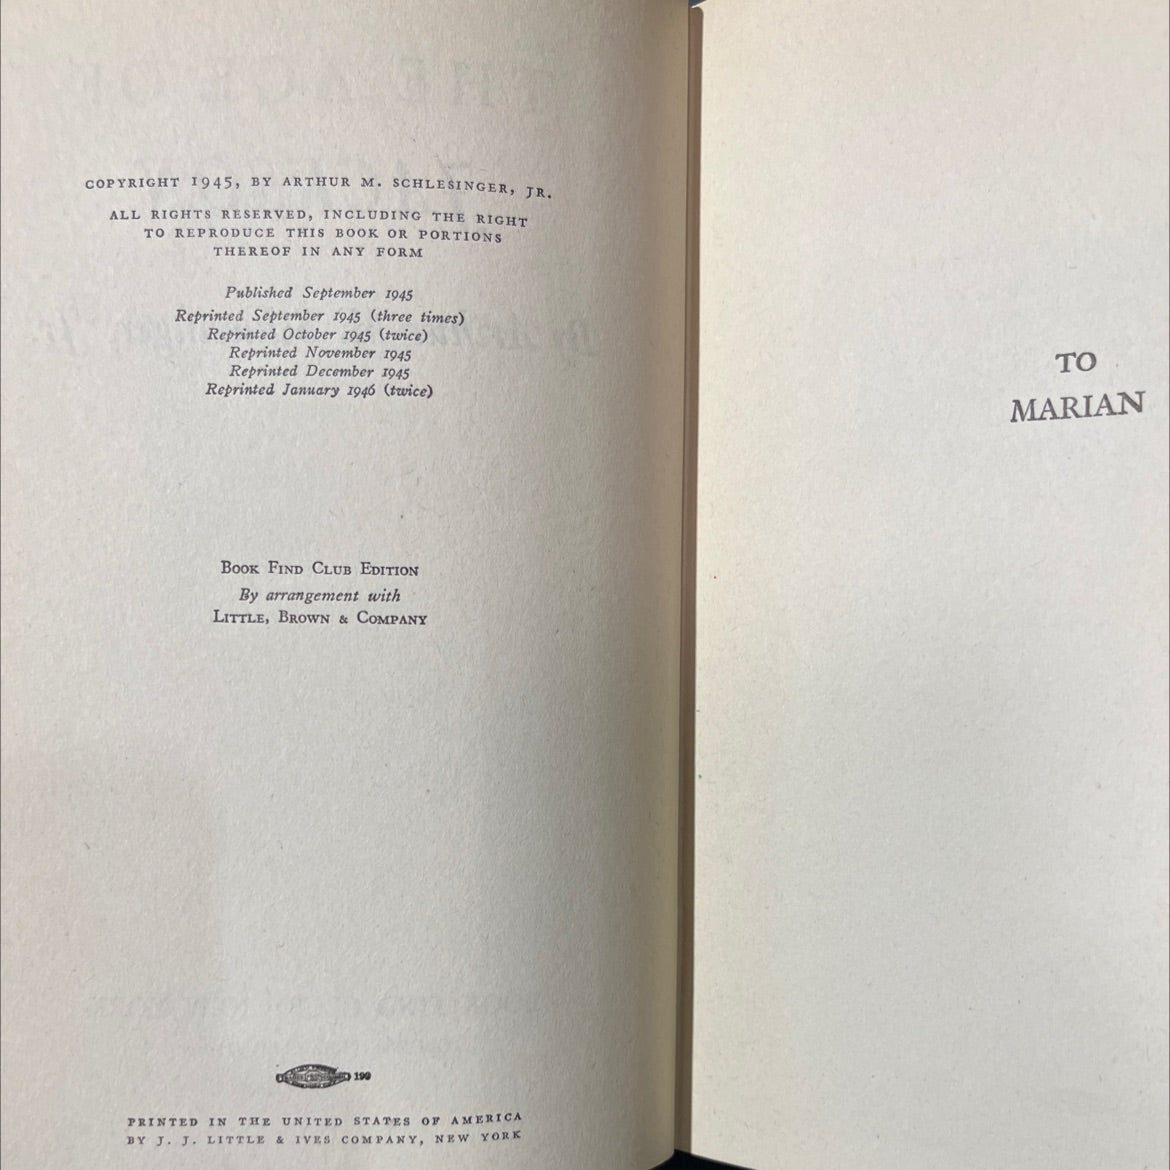 COPYRIGHT 1945, BY ARTHUR M. SCHLESINGER, JR.
ALL RIGHTS RESERVED, INCLUDING THE RIGHT
TO REPRODUCE THIS BOOK OR PORTIONS
THEREOF IN ANY FORM
Published September 1945
Reprinted September 1945 (three times)
Reprinted October 1945 (twice)
Reprinted November 1945
Reprinted December 1945
Reprinted January 1946 (twice)
BOOK FIND CLUB EDITION
By arrangement with
LITTLE, BROWN & COMPANY
199
PRINTED IN THE UNITED STATES OF AMERICA
BY J. J. LITTLE & IVES COMPANY, NEW YORK
TO
MARIAN